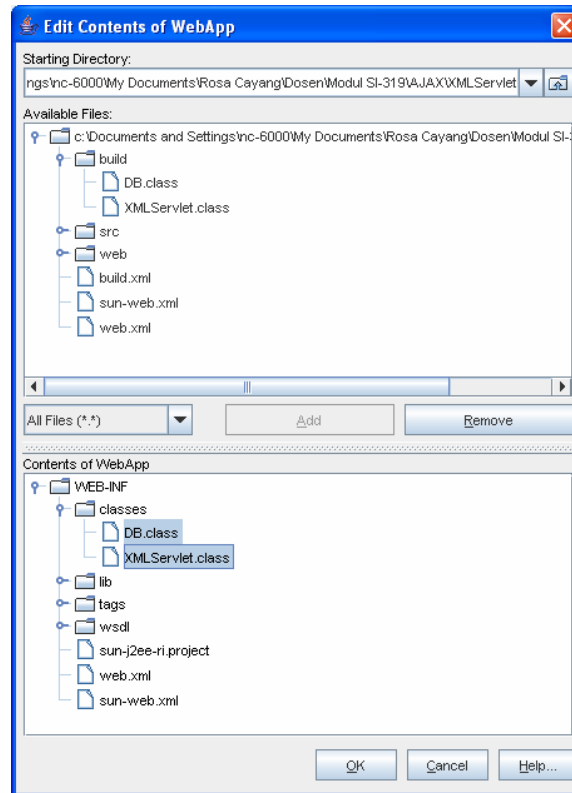 Edit Contents of WebApp
Starting Directory:
ngs\nc-6000\My Documents\Rosa Cayang\Dosen\Modul SI-319\AJAX\XMLServlet
Available Files:
c:\Documents and Settings\nc-6000\My Documents\Rosa Cayang\Dosen\Modul SI-3
build
DB.class
XMLServlet.class
src
web
build.xml
sun-web.xml
web.xml
All Files (*.*) Add Remove
Contents of WebApp
WEB-INF
classes
DB.class
XMLServlet.class
lib
tags
wsdl
sun-j2ee-ri.project
web.xml
sun-web.xml
OK Cancel Help...